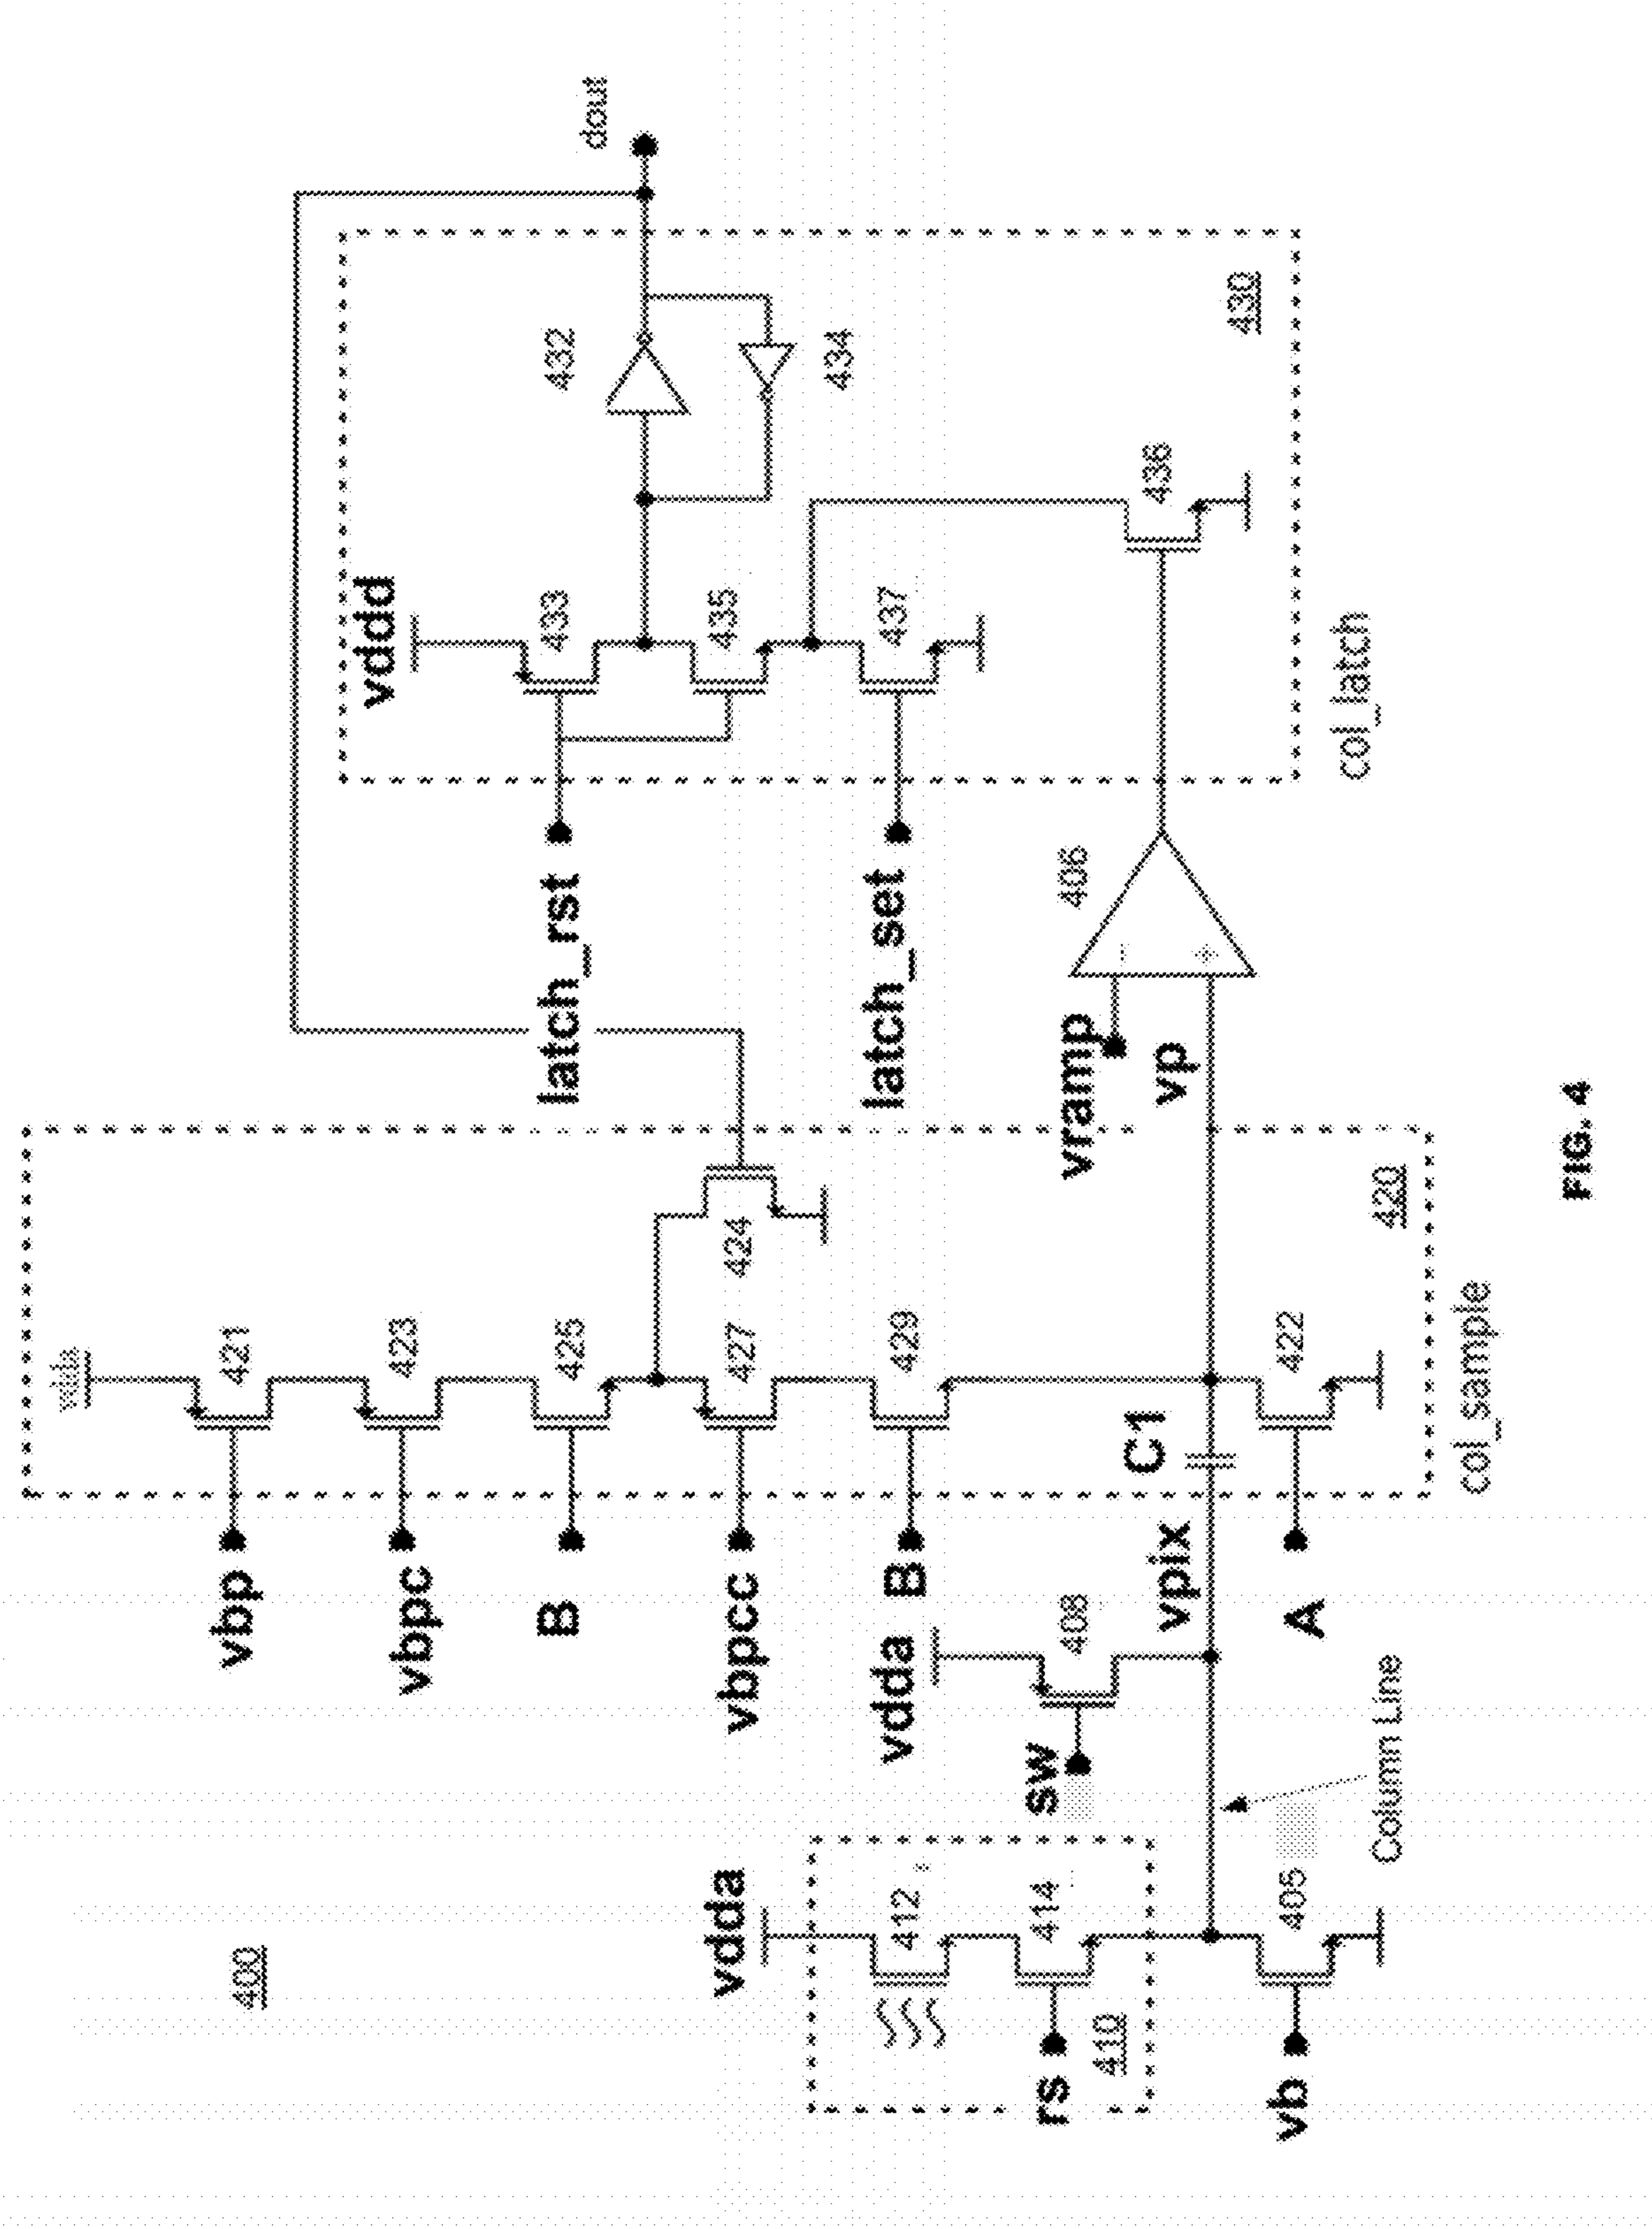 400
vdda
412
414
rs
410
vb
405
Column Line
sw
vdda
408
vpix
C1
A
vbp
vbpc
B
vbpcc
B
vdda
421
423
425
427
429
422
424
420
col_sample
vramp
vp
406
latch_rst
latch_set
vddd
433
435
437
436
432
434
430
col_latch
dout
FIG. 4